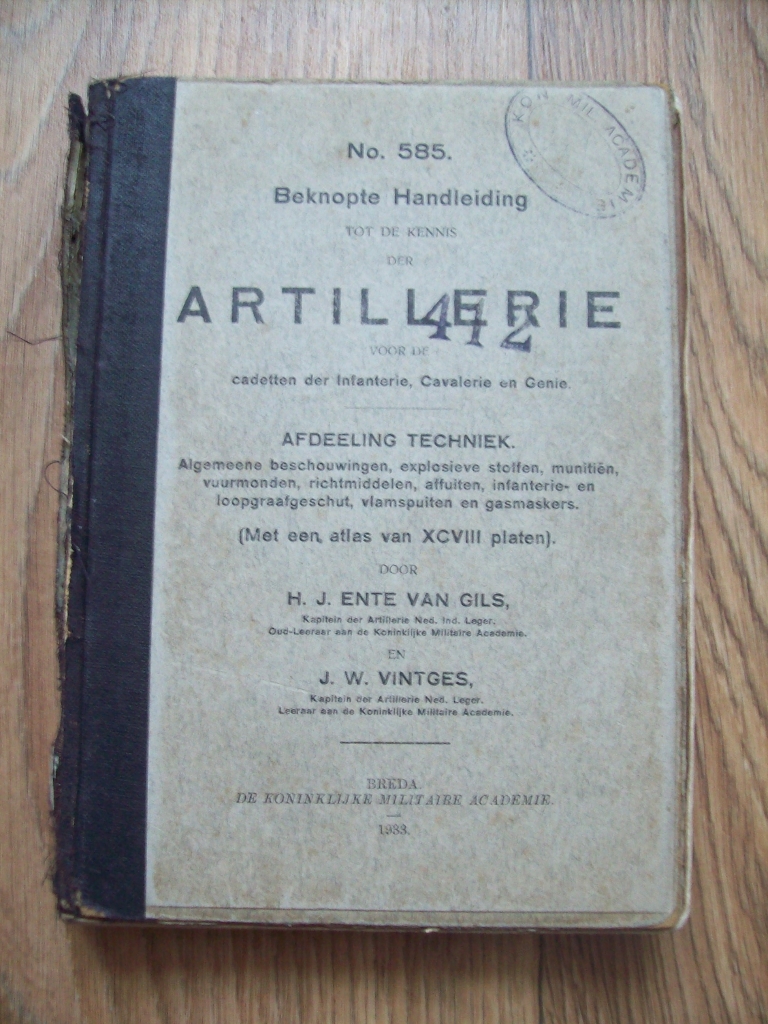 No. 585.
KON. MIL. ACADEMIE
Beknopte Handleiding
TOT DE KENNIS
DER
ARTILLERIE
412
VOOR DE
cadetten der Infanterie, Cavalerie en Genie.
AFDEELING TECHNIEK.
Algemeene beschouwingen, explosieve stoffen, munitiën,
vuurmonden, richtmiddelen, affuiten, infanterie- en
loopgraafgeschut, vlamspuiten en gasmaskers.
(Met een atlas van XCVIII platen).
DOOR
H. J. ENTE VAN GILS,
Kapitein der Artillerie Ned. Ind. Leger.
Oud-Leeraar aan de Koninklijke Militaire Academie.
EN
J. W. VINTGES,
Kapitein der Artillerie Ned. Leger.
Leeraar aan de Koninklijke Militaire Academie.
BREDA.
DE KONINKLIJKE MILITAIRE ACADEMIE.
1933.